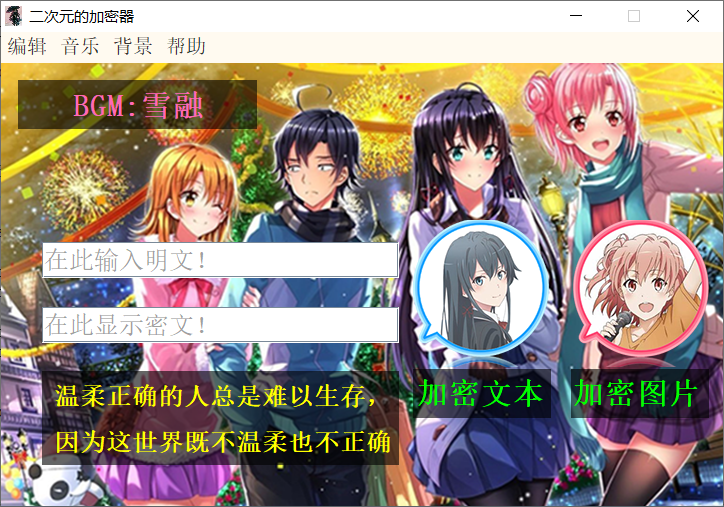 二次元的加密器
编辑 音乐 背景 帮助
BGM:雪融
在此输入明文!
在此显示密文!
温柔正确的人总是难以生存，
因为这世界既不温柔也不正确
加密文本 加密图片